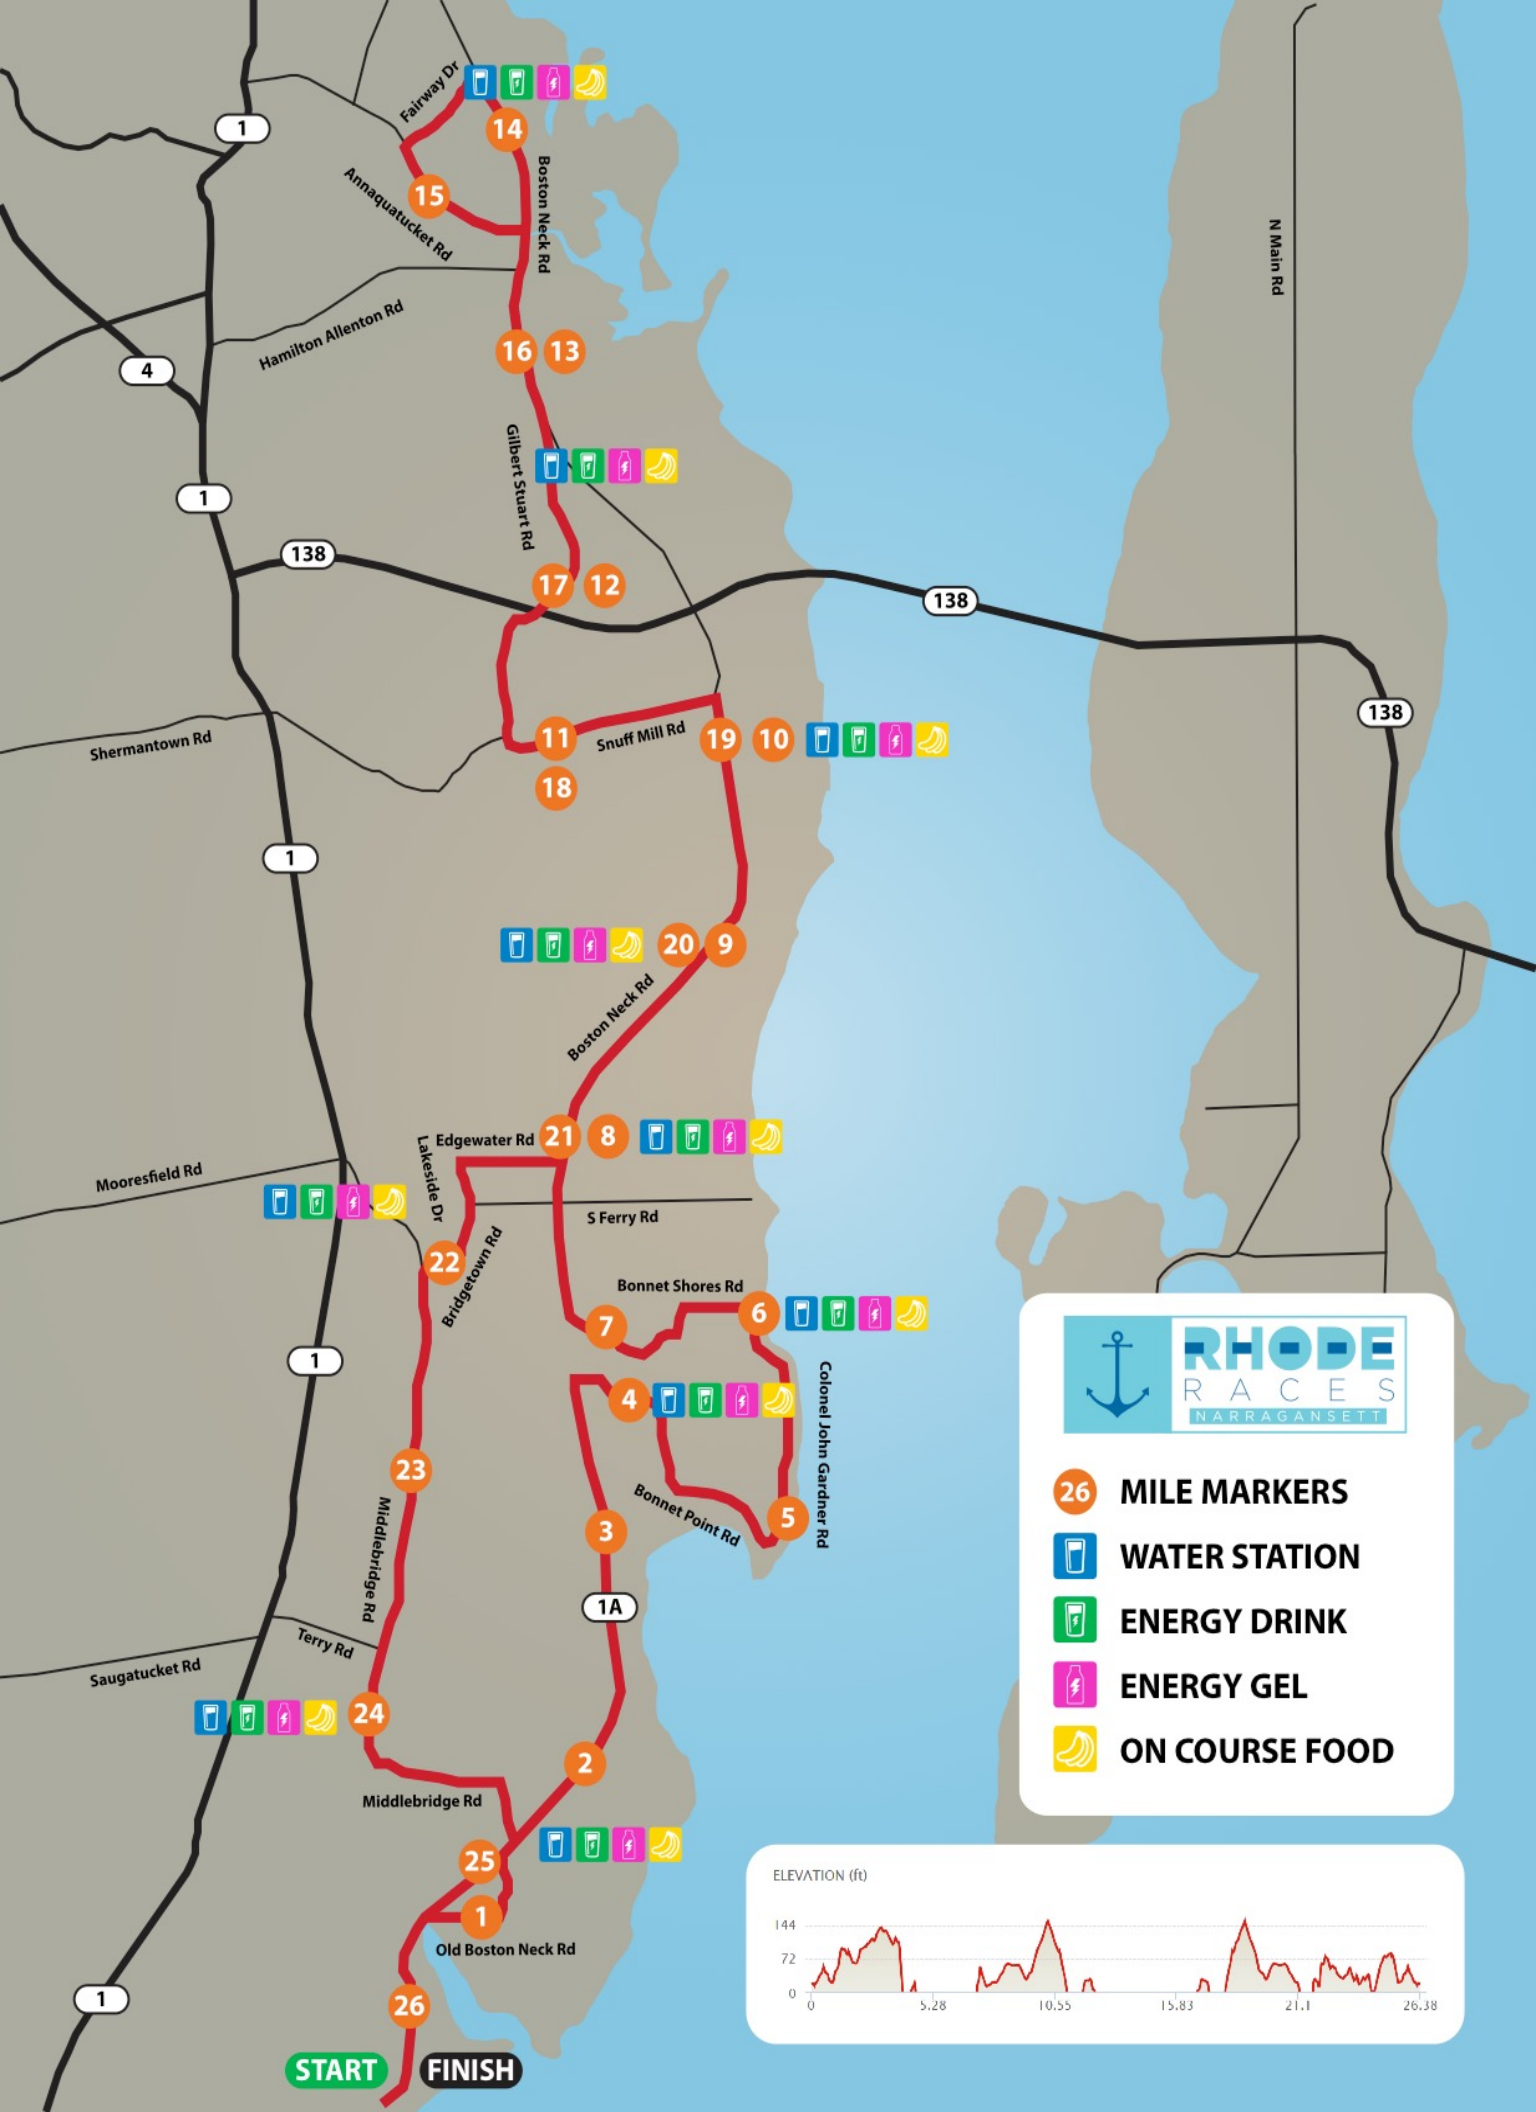 Fairway Dr
1
14
Boston Neck Rd
15
Annaquatucket Rd
N Main Rd
Hamilton Allenton Rd
16 13
4
Gilbert Stuart Rd
1
138
17 12
138
138
Shermantown Rd
11
Snuff Mill Rd
19 10
18
1
20 9
Boston Neck Rd
Edgewater Rd
21 8
Lakeside Dr
Mooresfield Rd
S Ferry Rd
22
Bridgetown Rd
Bonnet Shores Rd
6
7
1
4
Colonel John Gardner Rd
23
Bonnet Point Rd
5
3
Middlebridge Rd
1A
Terry Rd
Saugatucket Rd
24
2
Middlebridge Rd
25
1
Old Boston Neck Rd
1
26
START
FINISH
RHODE
RACES
NARRAGANSETT
26 MILE MARKERS
WATER STATION
ENERGY DRINK
ENERGY GEL
ON COURSE FOOD
ELEVATION (ft)
144
72
0
0 5.28 10.55 15.83 21.1 26.38